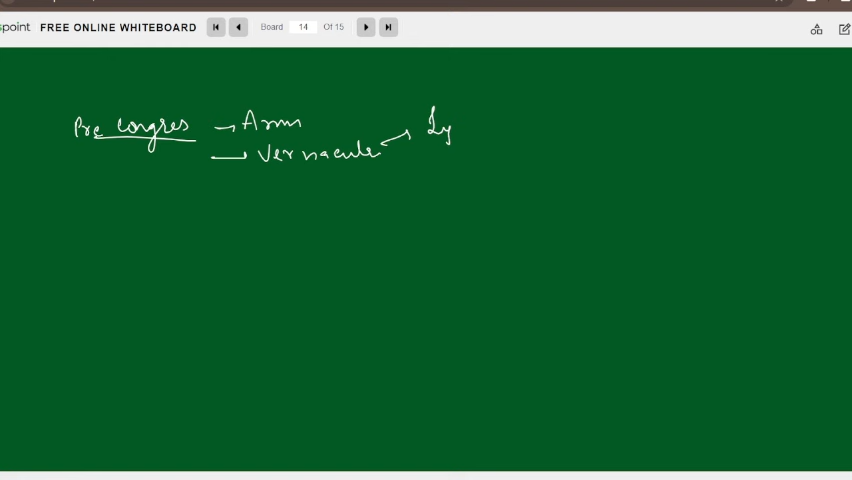 spoint FREE ONLINE WHITEBOARD Board 14 Of 15
Pre Congres → Arms
→ Vernacule → Ly